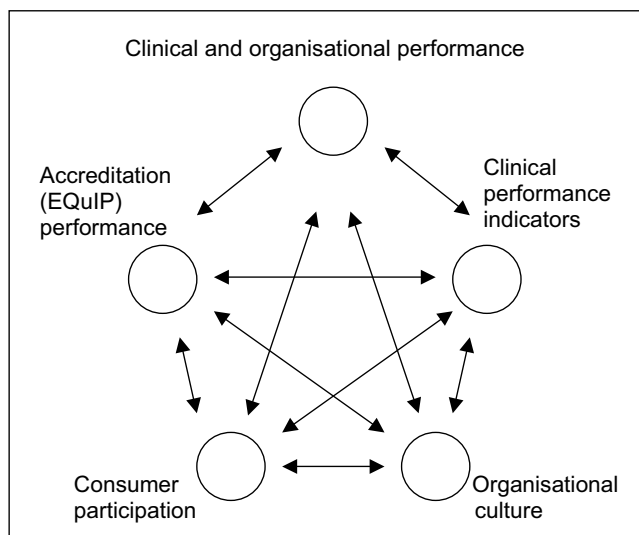 Clinical and organisational performance
Accreditation
(EQuIP)
performance
Clinical
performance
indicators
Consumer
participation
Organisational
culture